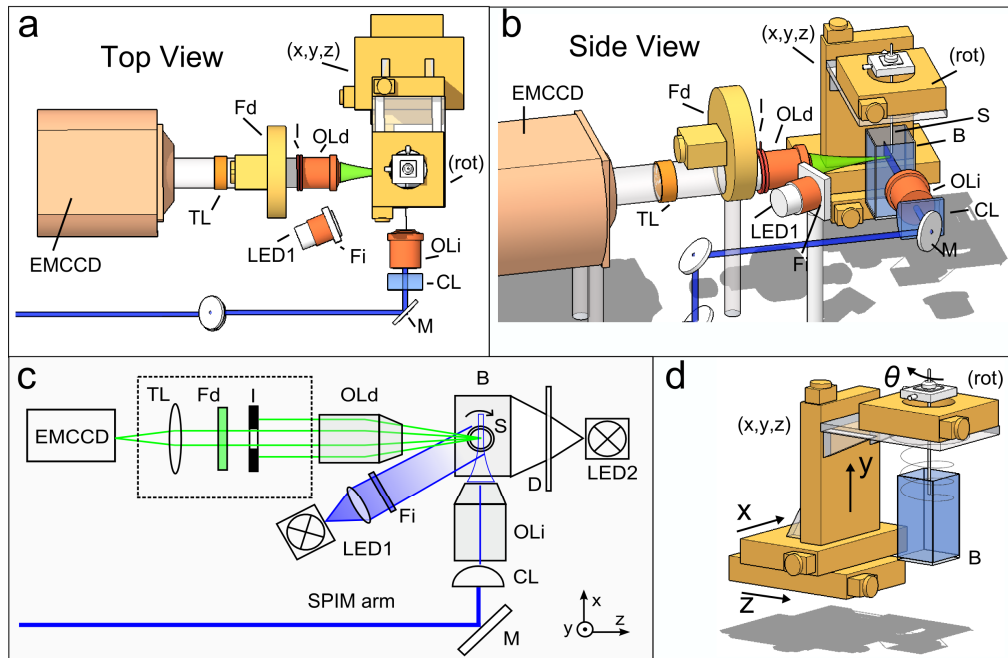 a
Top View
(x,y,z)
Fd
I
OLd
(rot)
TL
LED1
Fi
EMCCD
OLi
CL
M
b
Side View
(x,y,z)
(rot)
EMCCD
Fd
I
OLd
S
B
TL
LED1
OLi
CL
Fi
M
c
TL
Fd
I
OLd
B
EMCCD
S
LED2
D
Fi
LED1
OLi
CL
SPIM arm
x
y
z
M
d
θ
(rot)
(x,y,z)
y
x
B
z